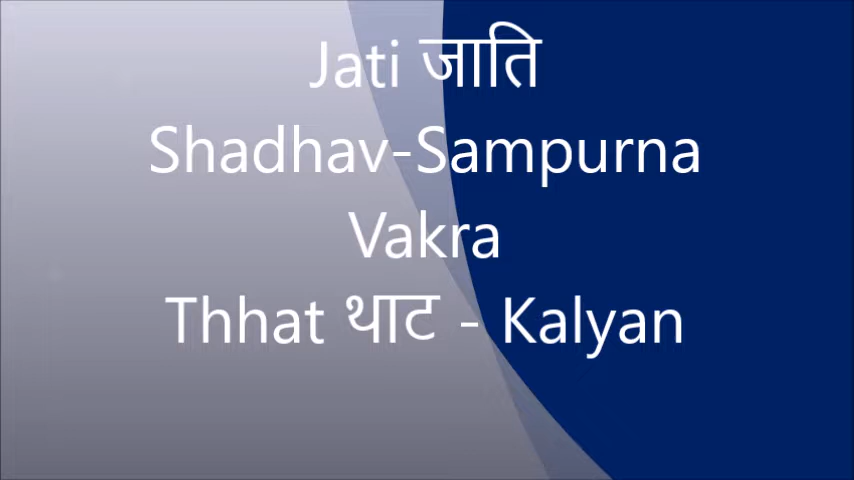 Jati जाति
Shadhav-Sampurna
Vakra
Thhat थाट - Kalyan